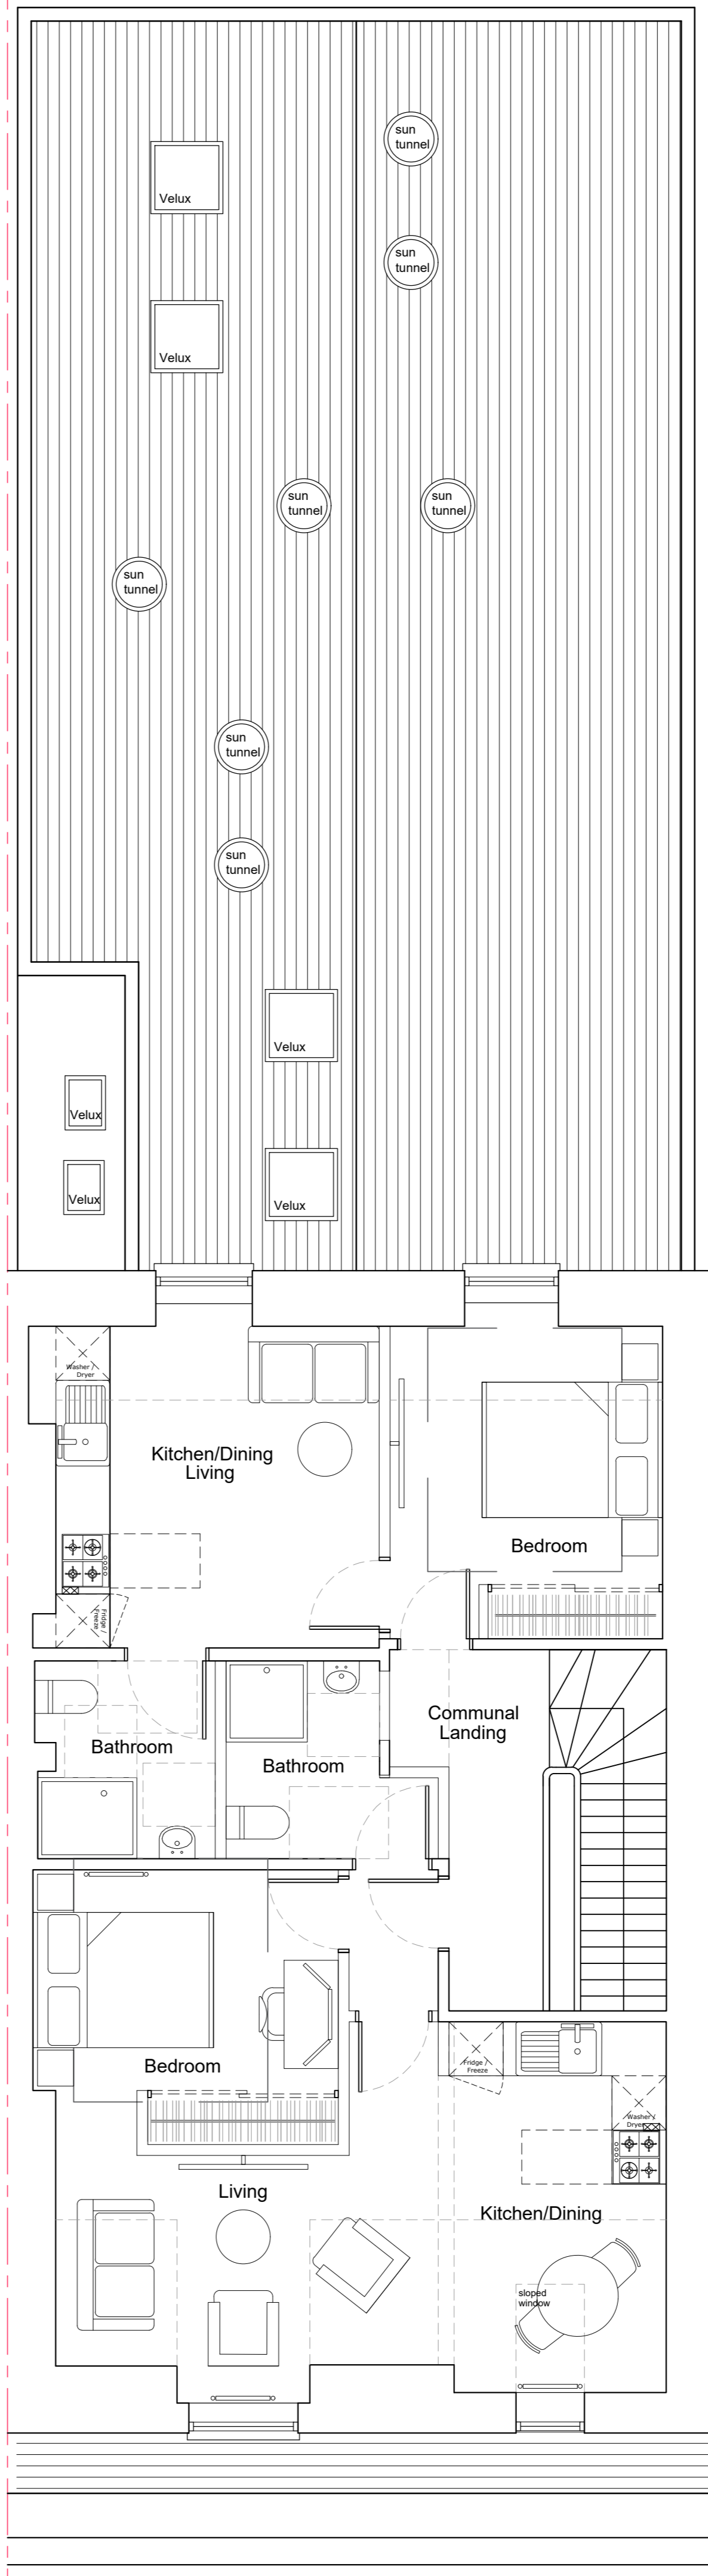 sun
tunnel
Velux
sun
tunnel
Velux
sun
tunnel
sun
tunnel
sun
tunnel
sun
tunnel
sun
tunnel
Velux
Velux
Velux
Velux
Washer /
Dryer
Kitchen/Dining
Living
Bedroom
Fridge /
Freeze
Communal
Landing
Bathroom
Bathroom
Bedroom
Fridge /
Freeze
Washer /
Dryer
Living
Kitchen/Dining
sloped
window